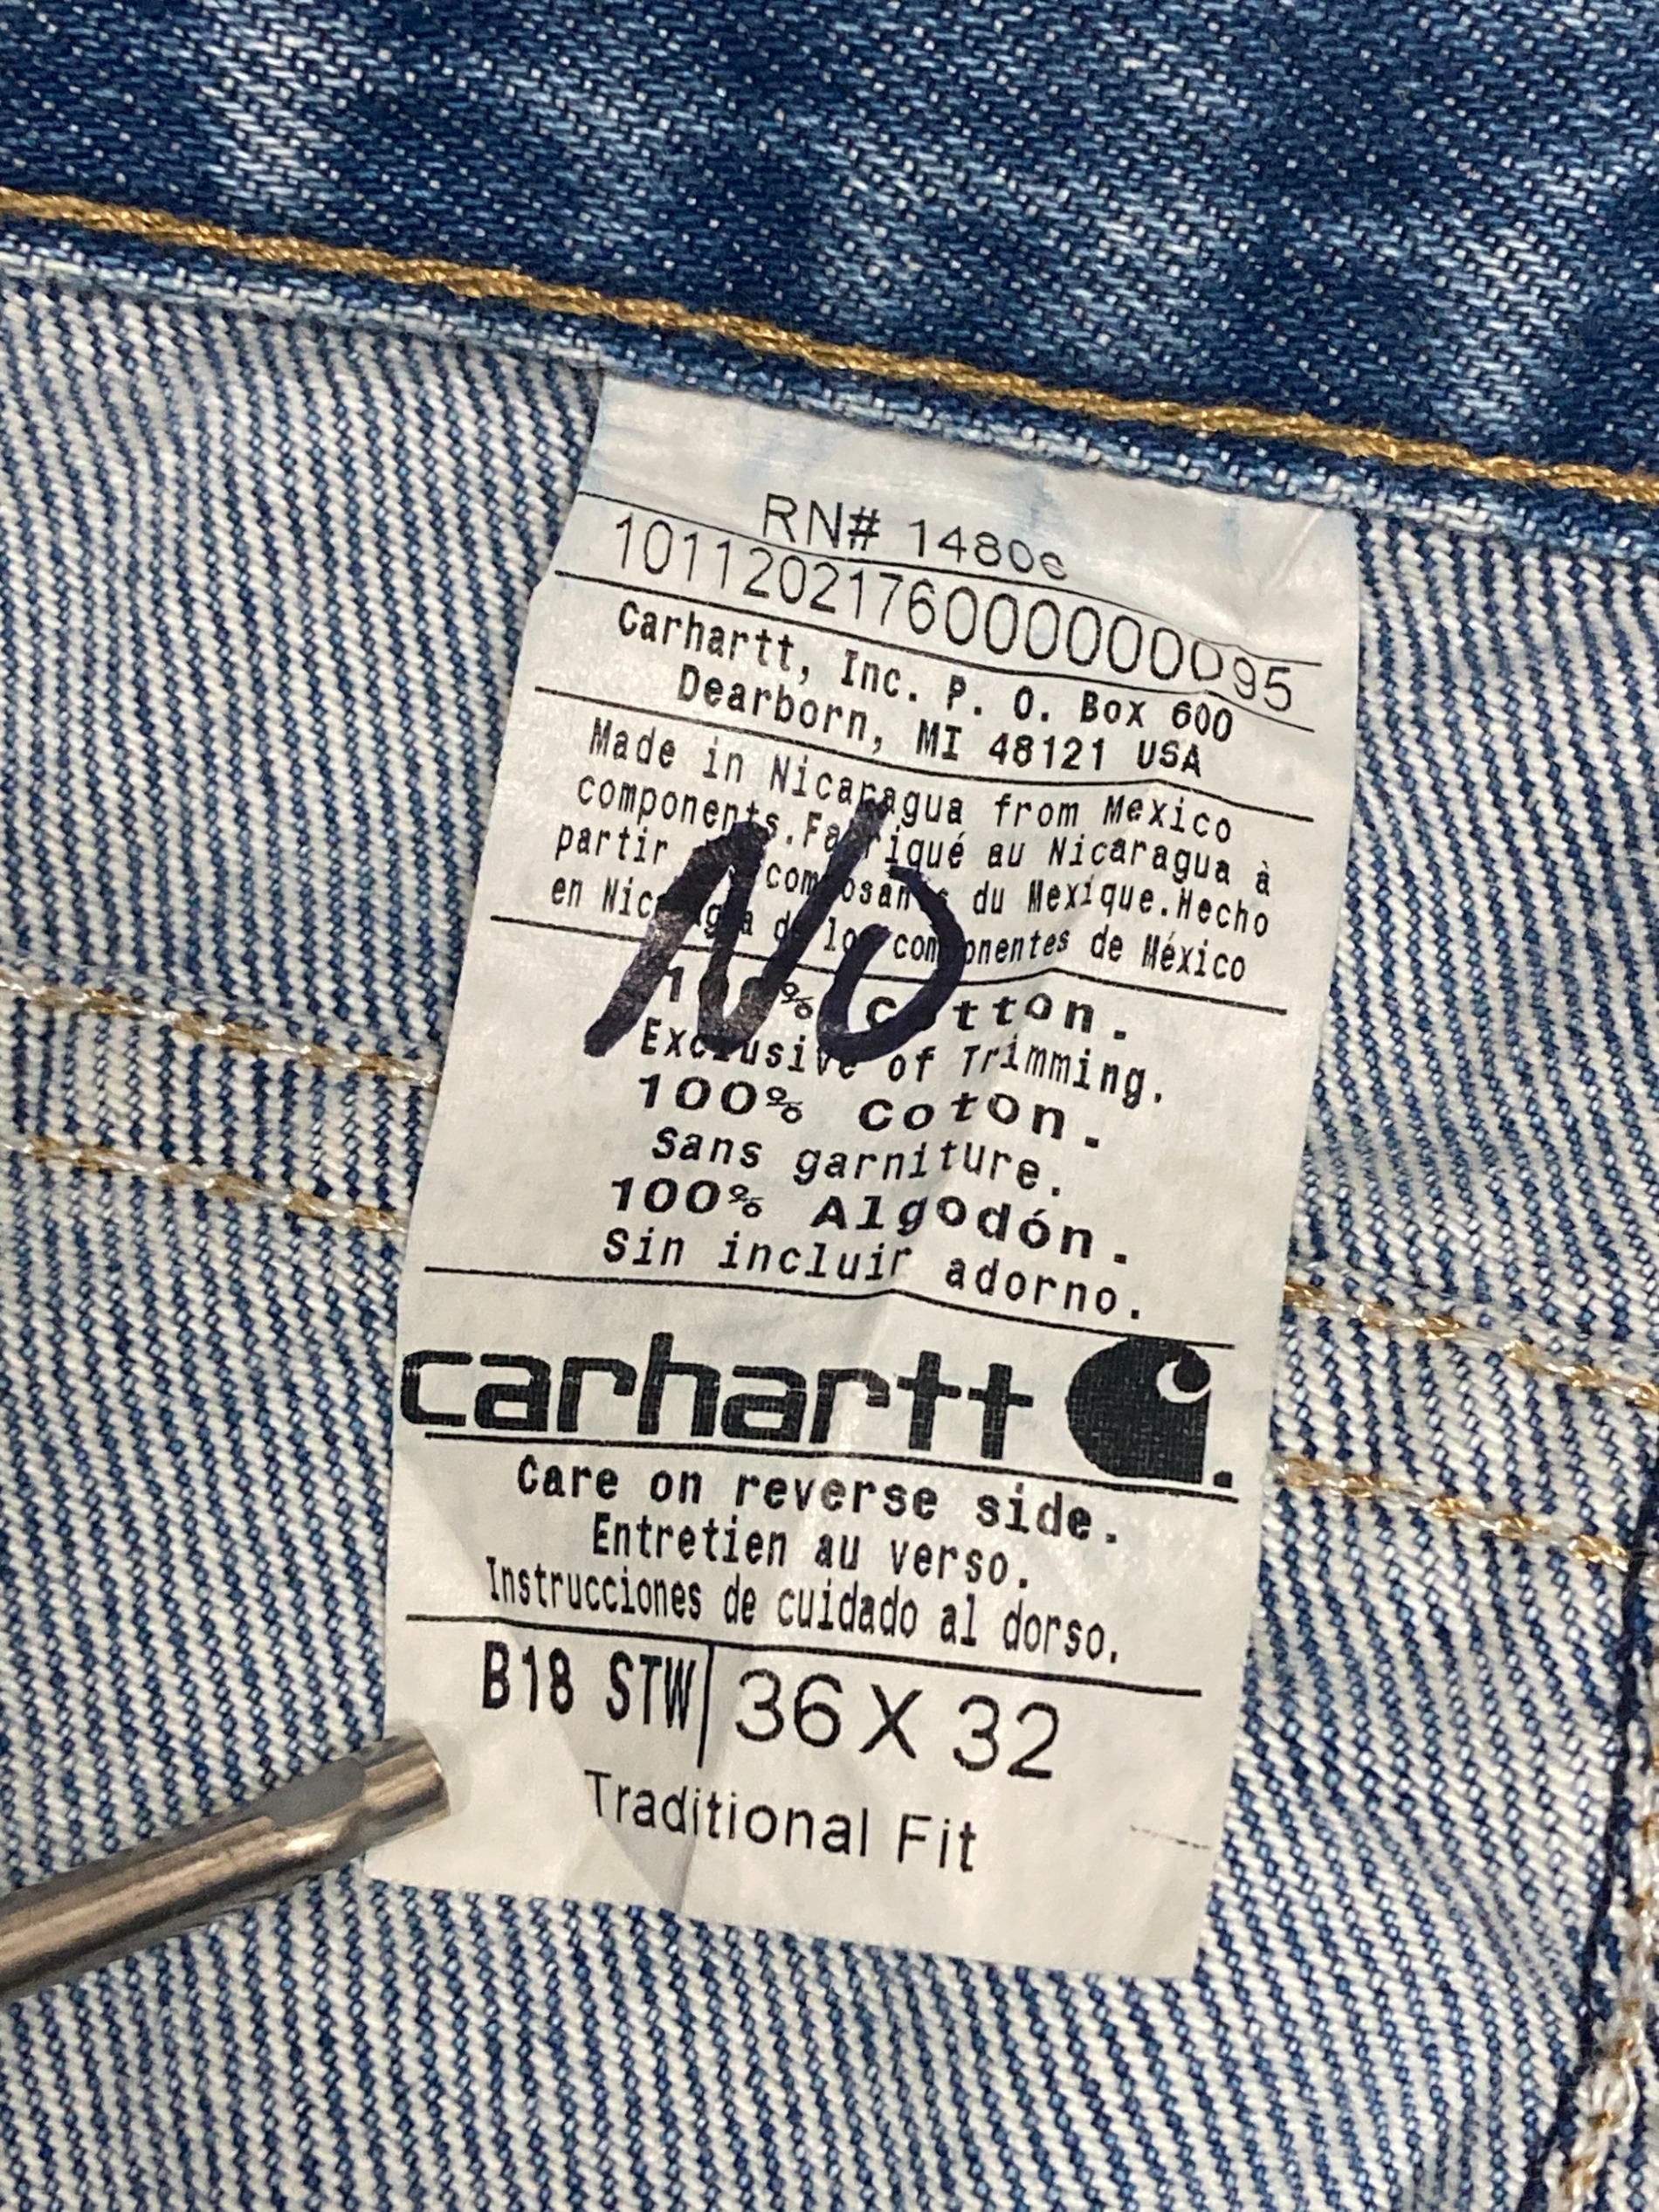 RN# 14806
10112021760000000095
Carhartt, Inc. P. O. Box 600
Dearborn, MI 48121 USA
Made in Nicaragua from Mexico
components.Fabriqué au Nicaragua à
partir de composants du Mexique.Hecho
en Nicaragua de los componentes de México
No
100% Cotton.
Exclusive of Trimming.
100% Coton.
Sans garniture.
100% Algodón.
Sin incluir adorno.
carhartt
Care on reverse side.
Entretien au verso.
Instrucciones de cuidado al dorso.
B18 STW 36 X 32
Traditional Fit